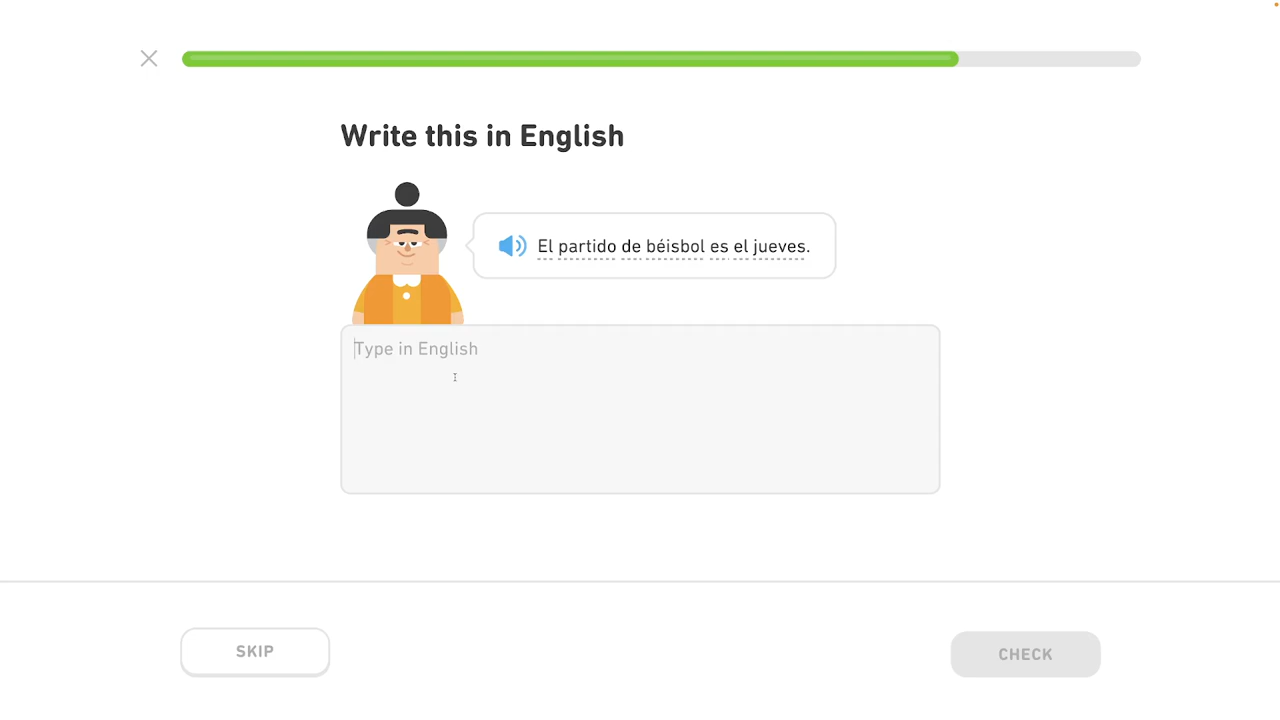 Write this in English
El partido de béisbol es el jueves.
Type in English
SKIP
CHECK